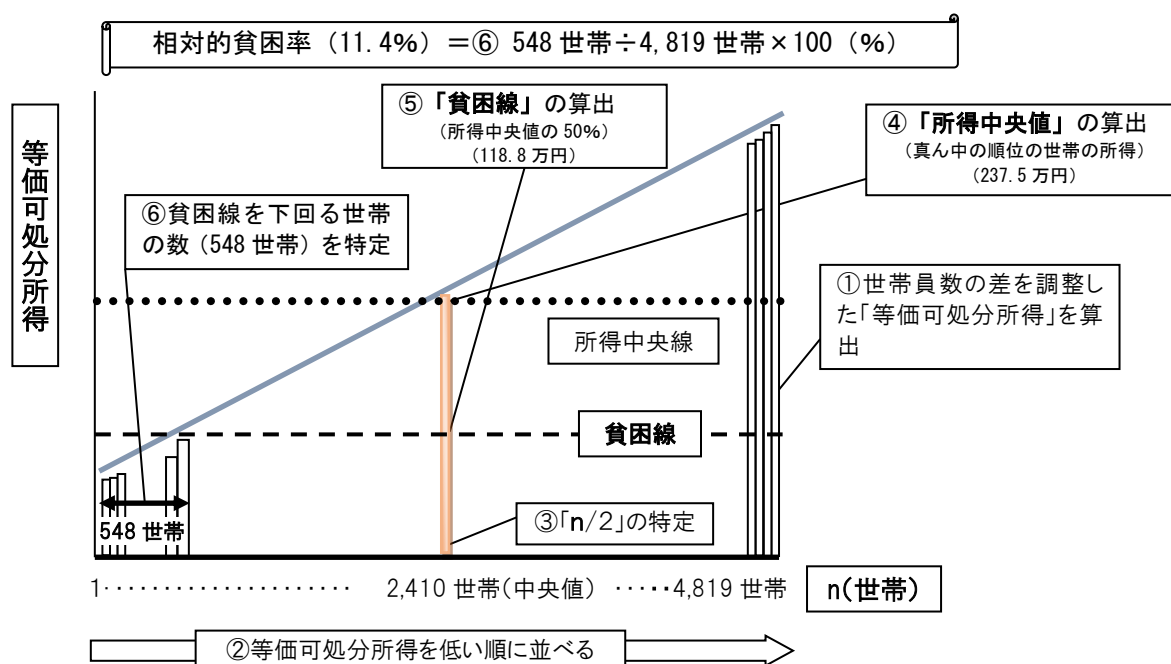 相対的貧困率（11.4%）＝⑥ 548 世帯÷4,819 世帯×100（%）
等価可処分所得
⑤「貧困線」の算出
（所得中央値の 50%）
（118.8 万円）
④「所得中央値」の算出
（真ん中の順位の世帯の所得）
（237.5 万円）
⑥貧困線を下回る世帯
の数（548 世帯）を特定
①世帯員数の差を調整し
た「等価可処分所得」を算
出
所得中央線
貧困線
548 世帯
③「n/2」の特定
1‥‥‥‥‥‥‥‥‥‥‥ 2,410 世帯(中央値) ‥‥‥4,819 世帯 n(世帯)
②等価可処分所得を低い順に並べる